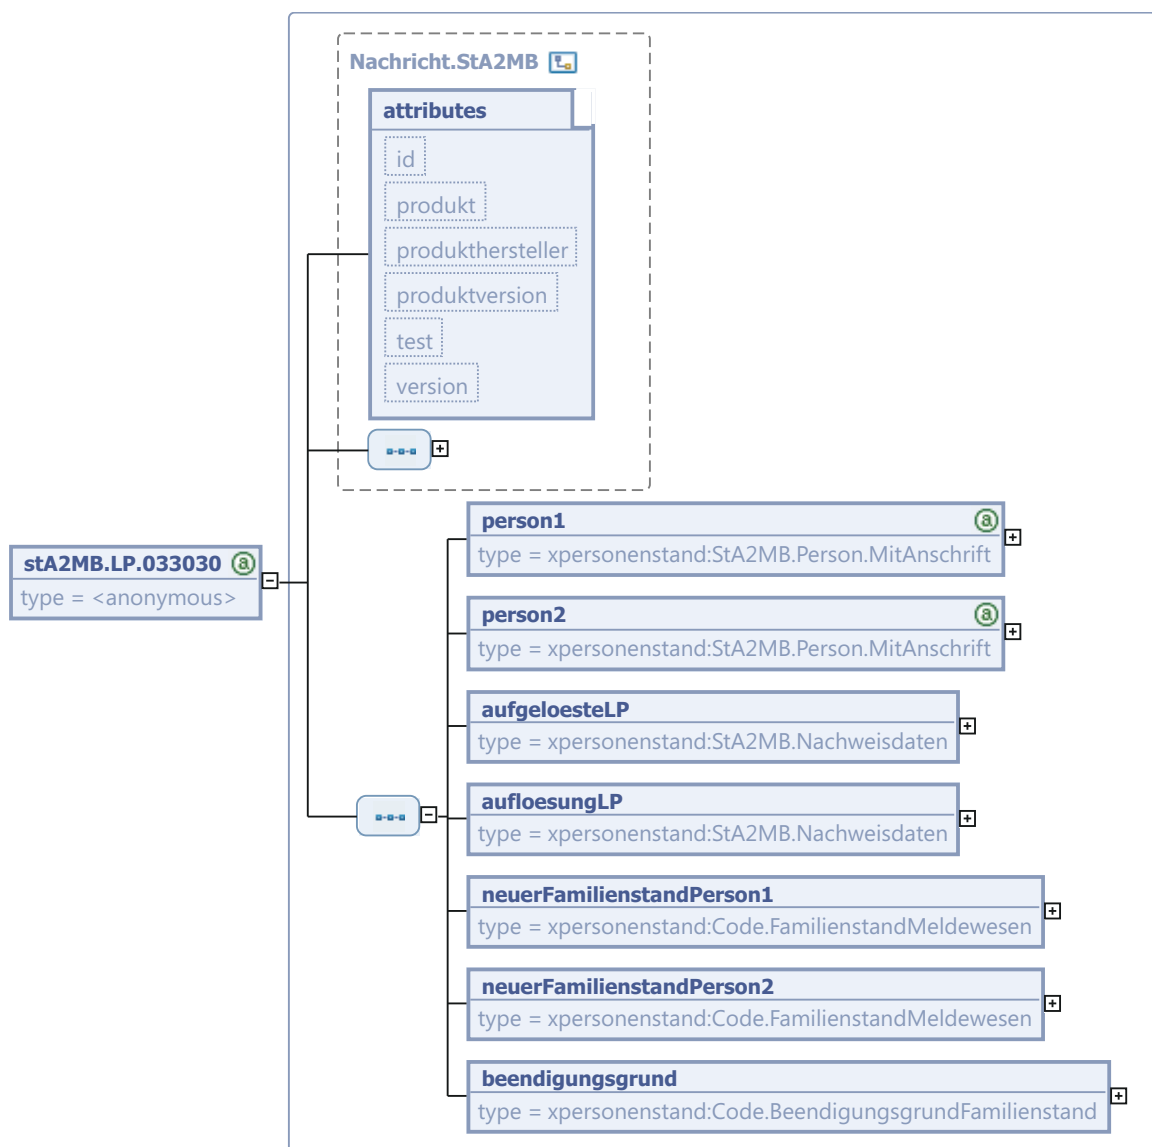 Nachricht.StA2MB
attributes
id
produkt
produkthersteller
produktversion
test
version
stA2MB.LP.033030
type = <anonymous>
person1
type = xpersonenstand:StA2MB.Person.MitAnschrift
person2
type = xpersonenstand:StA2MB.Person.MitAnschrift
aufgeloesteLP
type = xpersonenstand:StA2MB.Nachweisdaten
aufloesungLP
type = xpersonenstand:StA2MB.Nachweisdaten
neuerFamilienstandPerson1
type = xpersonenstand:Code.FamilienstandMeldewesen
neuerFamilienstandPerson2
type = xpersonenstand:Code.FamilienstandMeldewesen
beendigungsgrund
type = xpersonenstand:Code.BeendigungsgrundFamilienstand